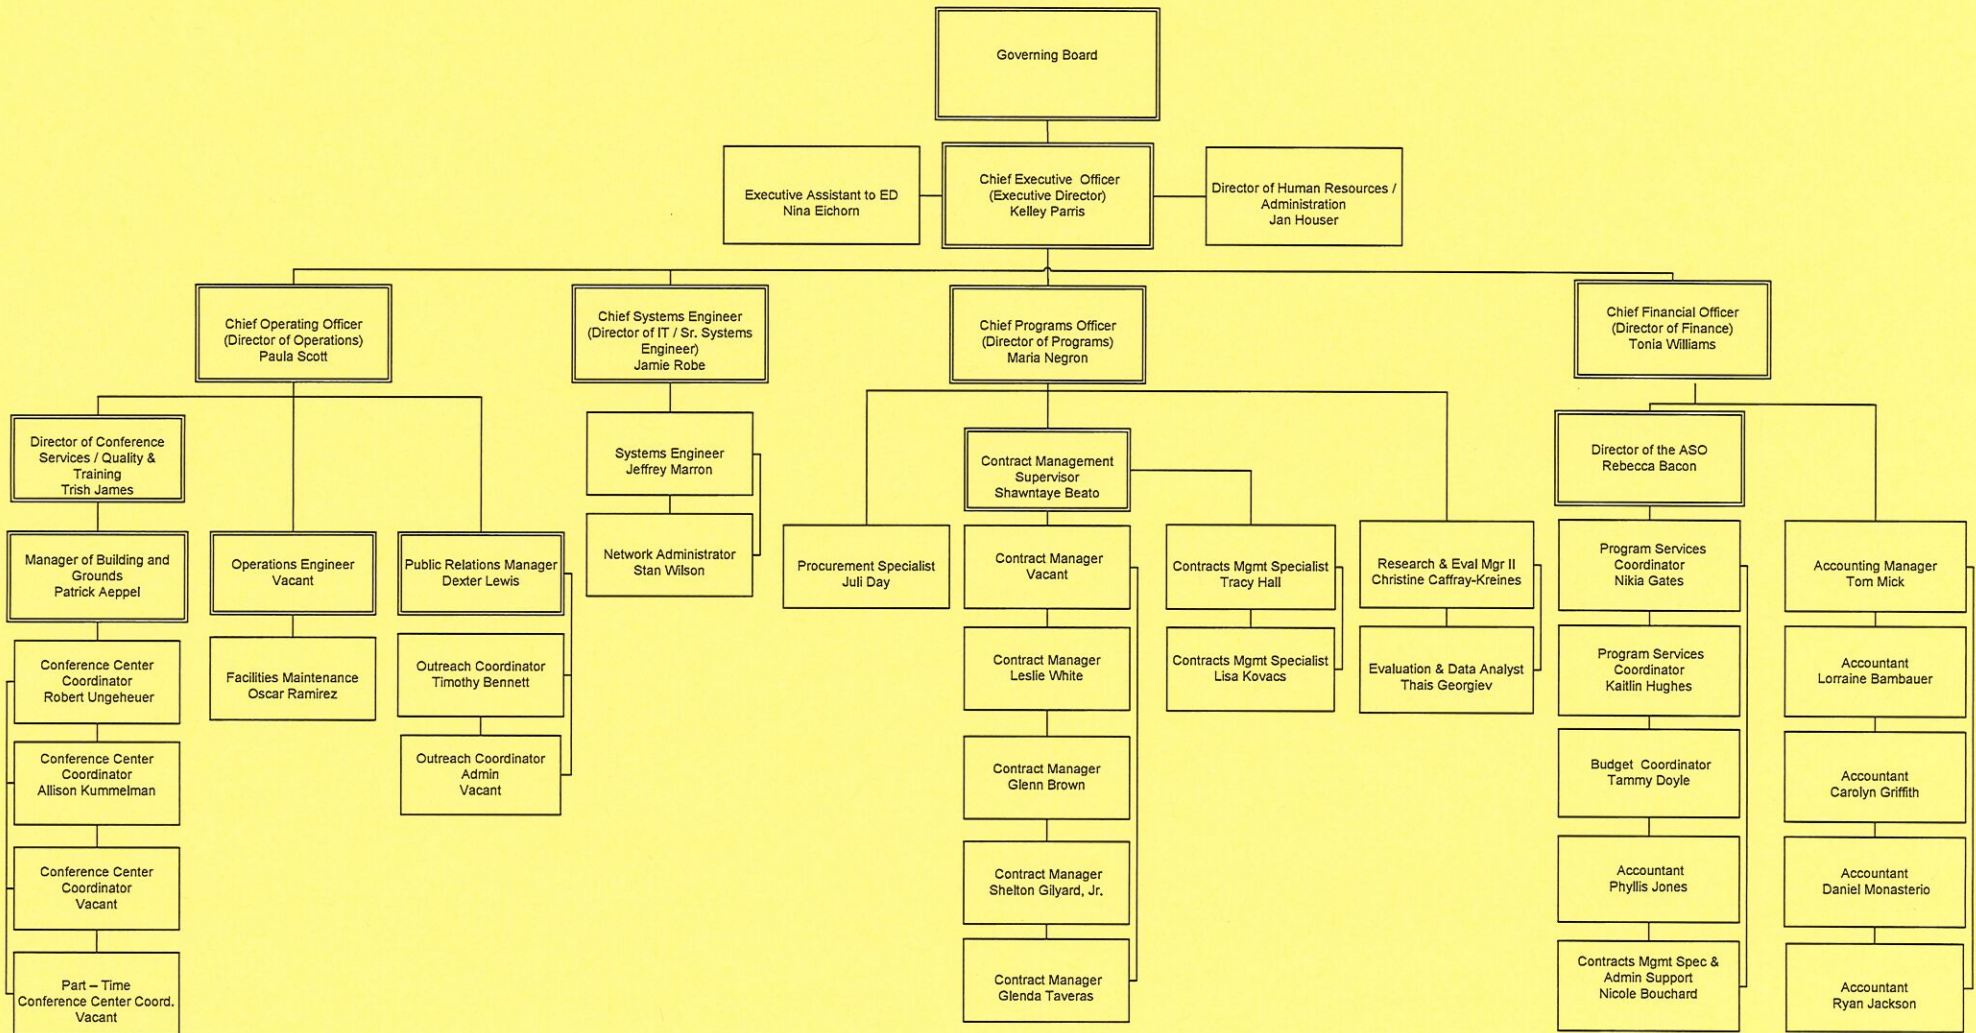 Governing Board
Executive Assistant to ED
Nina Eichorn
Chief Executive Officer
(Executive Director)
Kelley Parris
Director of Human Resources /
Administration
Jan Houser
Chief Operating Officer
(Director of Operations)
Paula Scott
Chief Systems Engineer
(Director of IT / Sr. Systems
Engineer)
Jamie Robe
Chief Programs Officer
(Director of Programs)
Maria Negron
Chief Financial Officer
(Director of Finance)
Tonia Williams
Director of Conference
Services / Quality &
Training
Trish James
Manager of Building and
Grounds
Patrick Aeppel
Conference Center
Coordinator
Robert Ungeheuer
Conference Center
Coordinator
Allison Kummelman
Conference Center
Coordinator
Vacant
Part – Time
Conference Center Coord.
Vacant
Operations Engineer
Vacant
Facilities Maintenance
Oscar Ramirez
Public Relations Manager
Dexter Lewis
Outreach Coordinator
Timothy Bennett
Outreach Coordinator
Admin
Vacant
Systems Engineer
Jeffrey Marron
Network Administrator
Stan Wilson
Procurement Specialist
Juli Day
Contract Management
Supervisor
Shawntaye Beato
Contract Manager
Vacant
Contract Manager
Leslie White
Contract Manager
Glenn Brown
Contract Manager
Shelton Gilyard, Jr.
Contract Manager
Glenda Taveras
Contracts Mgmt Specialist
Tracy Hall
Contracts Mgmt Specialist
Lisa Kovacs
Research & Eval Mgr II
Christine Caffray-Kreines
Evaluation & Data Analyst
Thais Georgiev
Director of the ASO
Rebecca Bacon
Program Services
Coordinator
Nikia Gates
Program Services
Coordinator
Kaitlin Hughes
Budget Coordinator
Tammy Doyle
Accountant
Phyllis Jones
Contracts Mgmt Spec &
Admin Support
Nicole Bouchard
Accounting Manager
Tom Mick
Accountant
Lorraine Bambauer
Accountant
Carolyn Griffith
Accountant
Daniel Monasterio
Accountant
Ryan Jackson